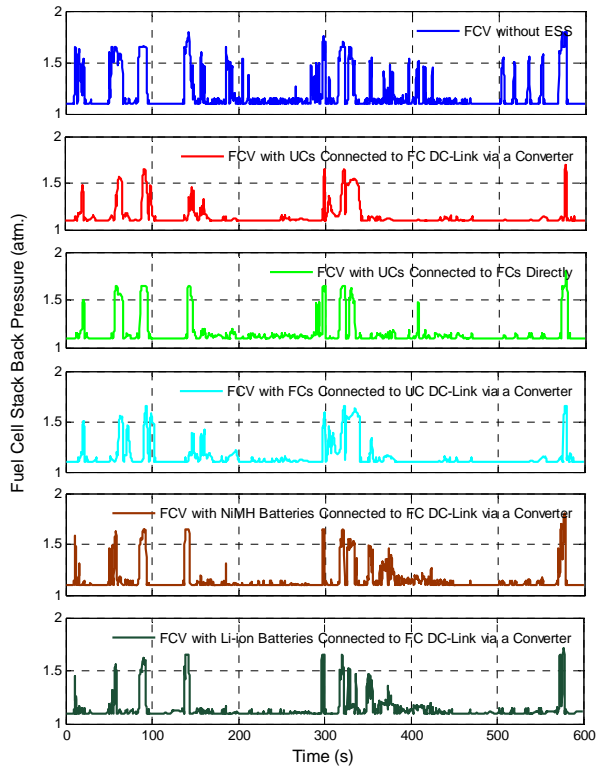 2
FCV without ESS
1.5
1
2
FCV with UCs Connected to FC DC-Link via a Converter
1.5
1
2
FCV with UCs Connected to FCs Directly
1.5
1
2
FCV with FCs Connected to UC DC-Link via a Converter
1.5
1
2
FCV with NiMH Batteries Connected to FC DC-Link via a Converter
1.5
1
2
FCV with Li-ion Batteries Connected to FC DC-Link via a Converter
1.5
1
0 100 200 300 400 500 600
Time (s)
Fuel Cell Stack Back Pressure (atm.)